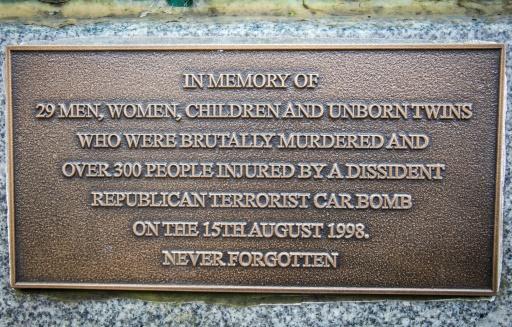 IN MEMORY OF
29 MEN, WOMEN, CHILDREN AND UNBORN TWINS
WHO WERE BRUTALLY MURDERED AND
OVER 300 PEOPLE INJURED BY A DISSIDENT
REPUBLICAN TERRORIST CAR BOMB
ON THE 15TH AUGUST 1998.
NEVER FORGOTTEN